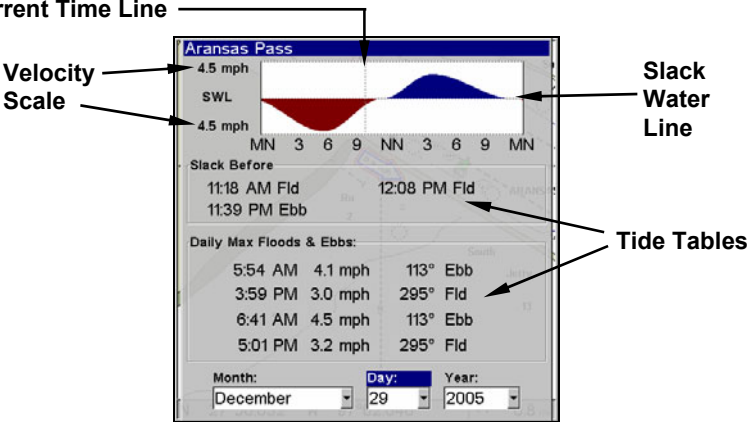 rrent Time Line
Aransas Pass
Velocity
Scale
4.5 mph
SWL
4.5 mph
MN 3 6 9 NN 3 6 9 MN
Slack
Water
Line
Slack Before
11:18 AM Fld 12:08 PM Fld
11:39 PM Ebb
Tide Tables
Daily Max Floods & Ebbs:
5:54 AM 4.1 mph 113° Ebb
3:59 PM 3.0 mph 295° Fld
6:41 AM 4.5 mph 113° Ebb
5:01 PM 3.2 mph 295° Fld
Month: Day: Year:
December 29 2005